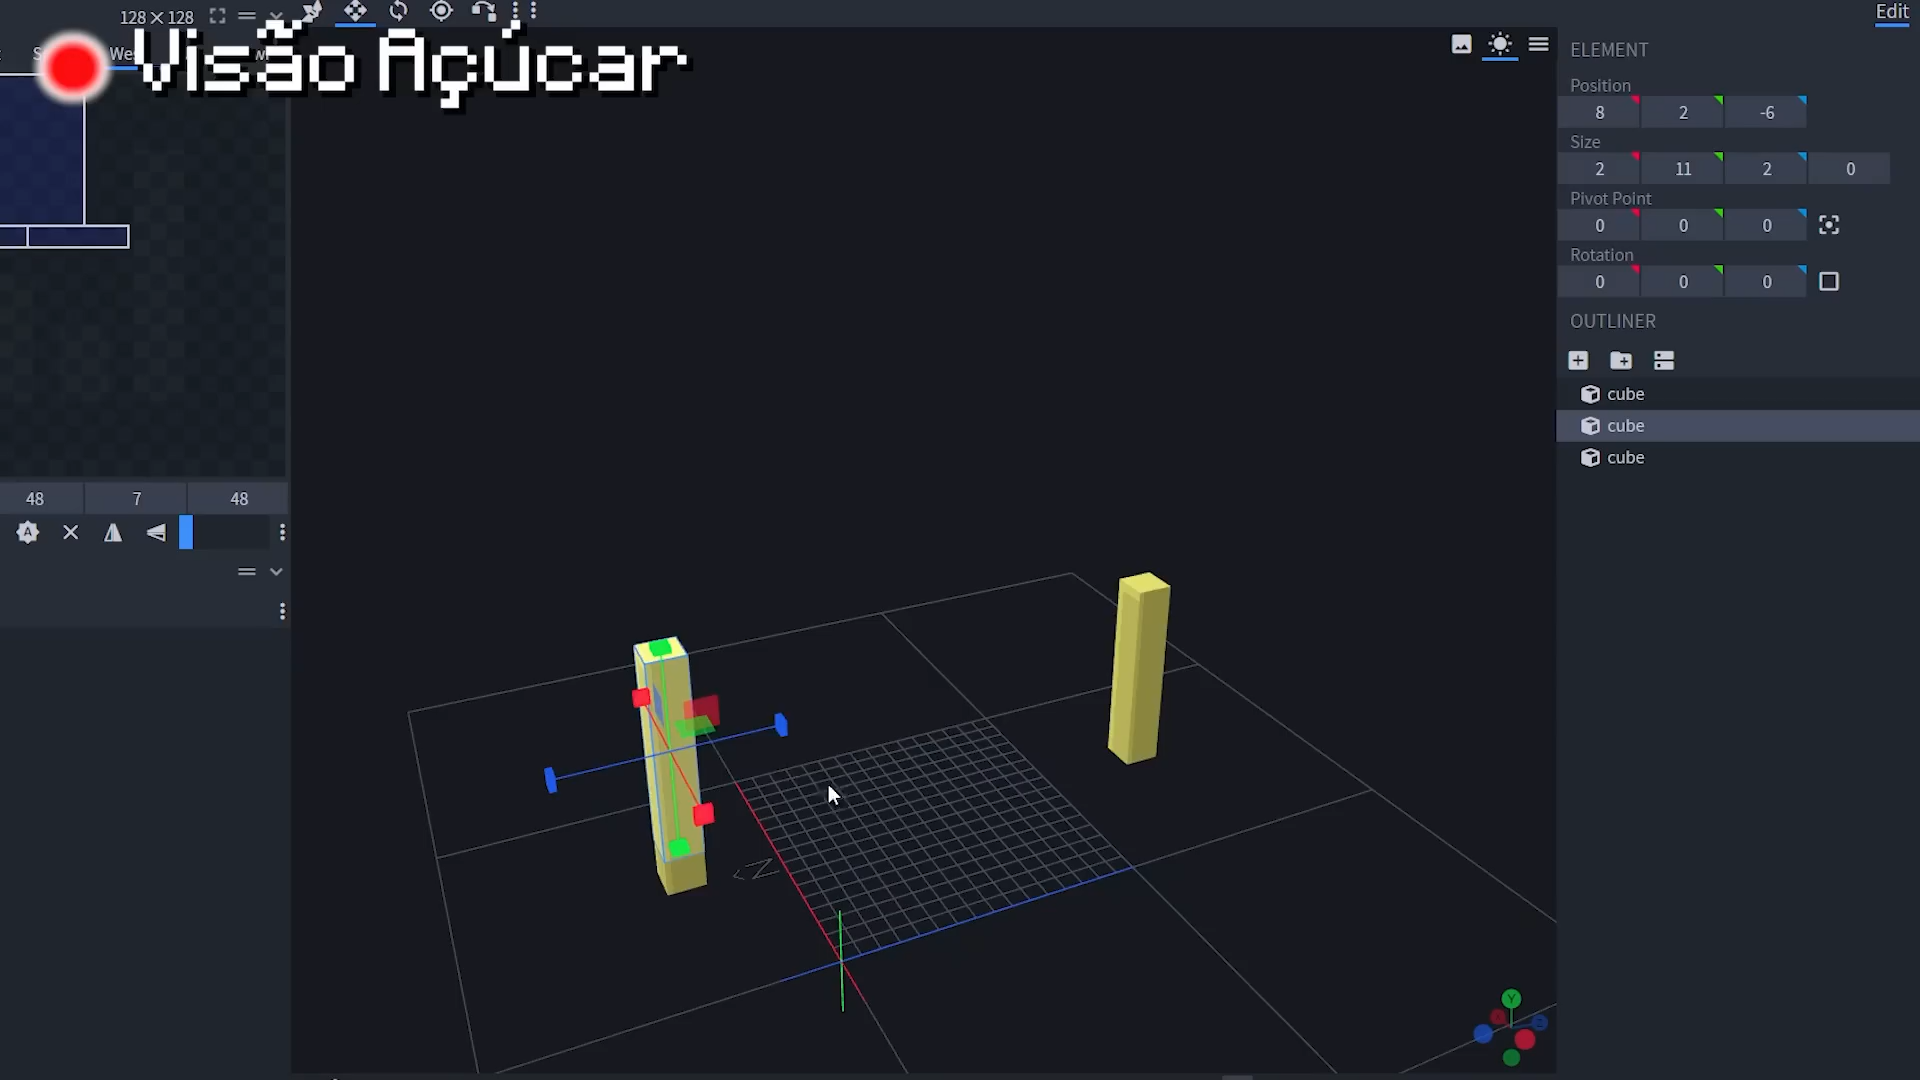 128 × 128
Edit
Visão Açúcar
ELEMENT
Position
8 2 -6
Size
2 11 2 0
Pivot Point
0 0 0
Rotation
0 0 0
OUTLINER
cube
cube
cube
48 7 48
N
Y